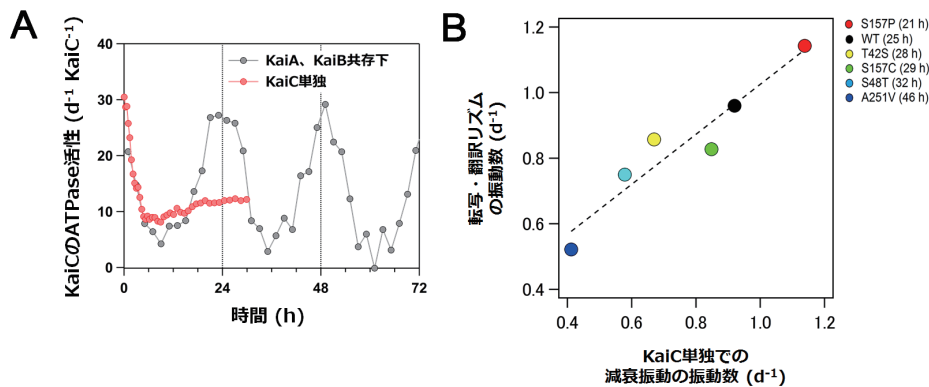 A
KaiCのATPase活性 (d-1 KaiC-1)
40
30
20
10
0
KaiA、KaiB共存下
KaiC単独
0
24
48
72
時間 (h)
B
転写・翻訳リズム
の振動数 (d-1)
1.2
1.0
0.8
0.6
0.4
0.4
0.6
0.8
1.0
1.2
KaiC単独での
減衰振動の振動数 (d-1)
S157P (21 h)
WT (25 h)
T42S (28 h)
S157C (29 h)
S48T (32 h)
A251V (46 h)